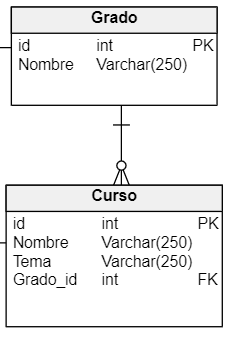 Grado
id int PK
Nombre Varchar(250)
Curso
id int PK
Nombre Varchar(250)
Tema Varchar(250)
Grado_id int FK